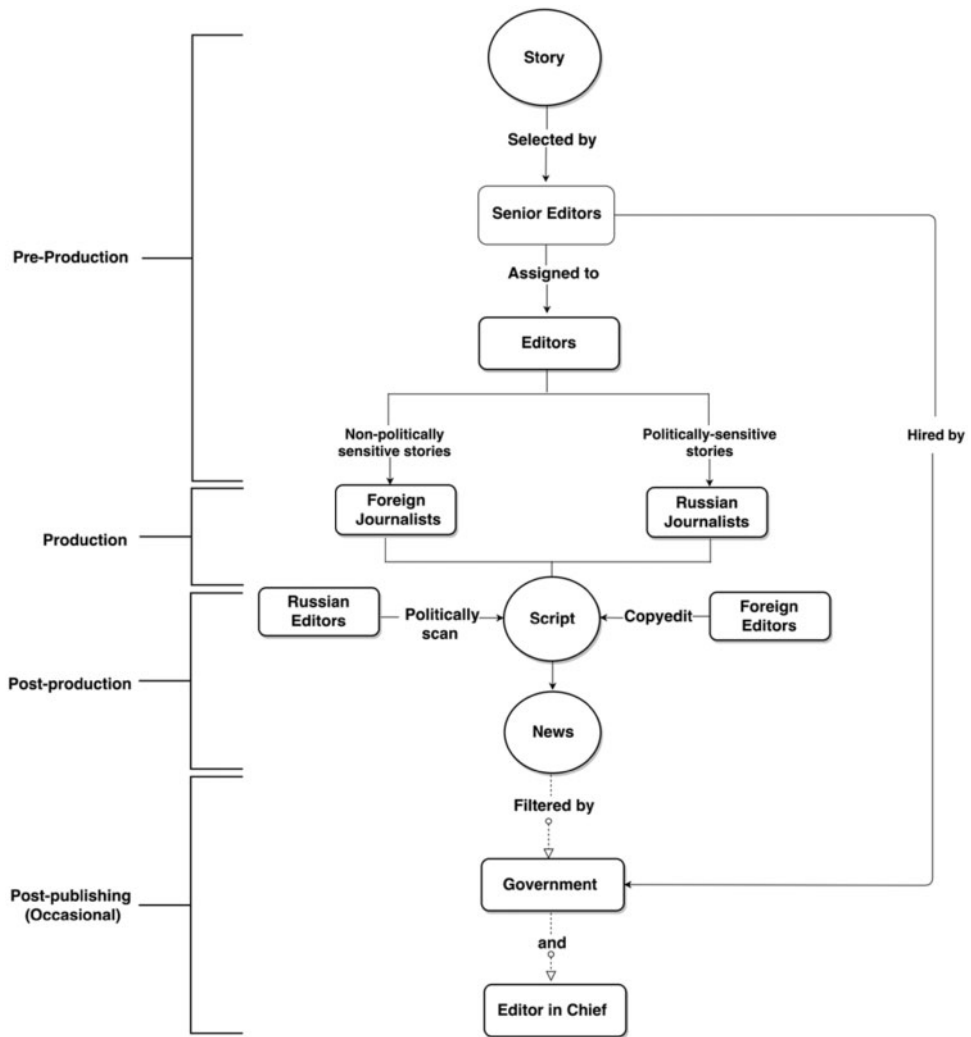 Story
Selected by
Senior Editors
Pre-Production
Assigned to
Editors
Non-politically
sensitive stories
Politically-sensitive
stories
Hired by
Foreign
Journalists
Russian
Journalists
Production
Russian
Editors
Politically
scan
Script
Copyedit
Foreign
Editors
Post-production
News
Filtered by
Government
Post-publishing
(Occasional)
and
Editor in Chief